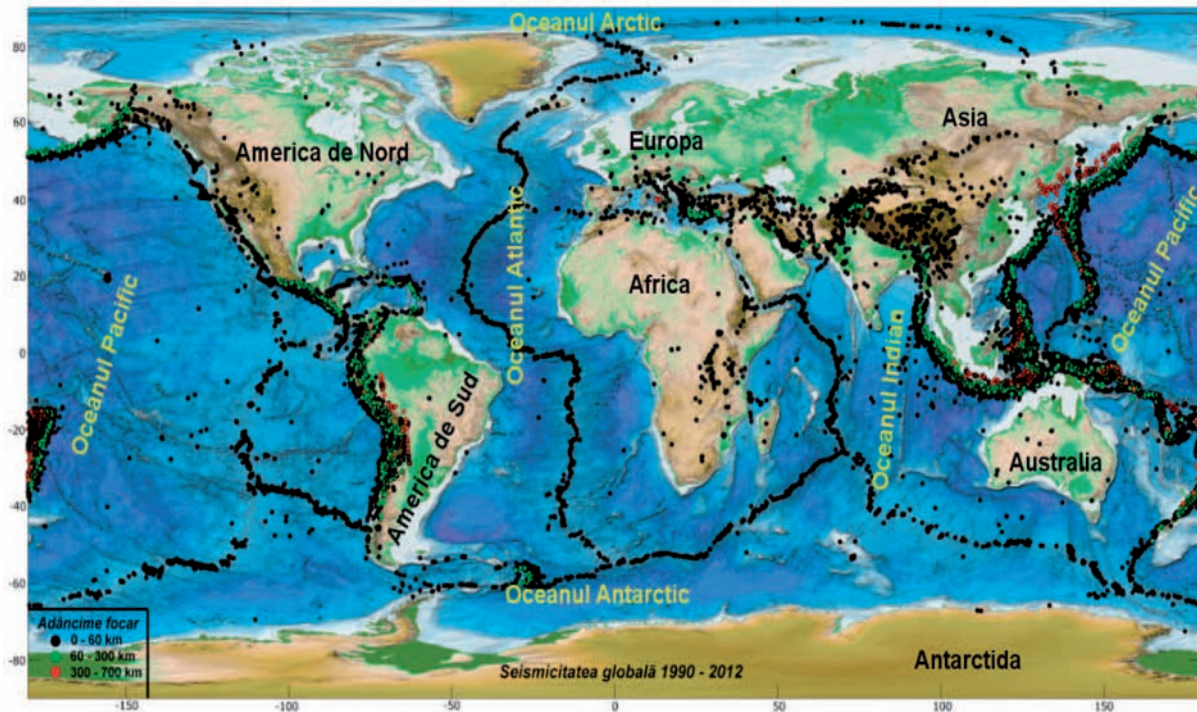 Oceanul Arctic
80
60
40
20
0
-20
-40
-60
-80
America de Nord
Europa
Asia
Oceanul Atlantic
Africa
Oceanul Pacific
Oceanul Pacific
Oceanul Indian
America de Sud
Australia
Oceanul Antarctic
Adâncime focar
0 - 60 km
60 - 300 km
300 - 700 km
Seismicitatea globală 1990 - 2012
Antarctida
-150
-100
-50
0
50
100
150